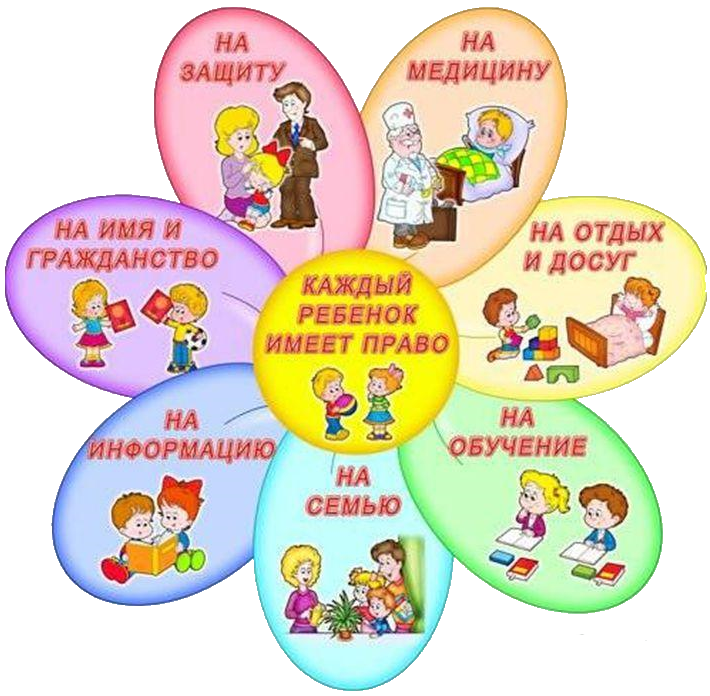 КАЖДЫЙ
РЕБЕНОК
ИМЕЕТ ПРАВО
НА
ЗАЩИТУ
НА
МЕДИЦИНУ
НА ОТДЫХ
И ДОСУГ
НА
ОБУЧЕНИЕ
НА
СЕМЬЮ
НА
ИНФОРМАЦИЮ
НА ИМЯ И
ГРАЖДАНСТВО